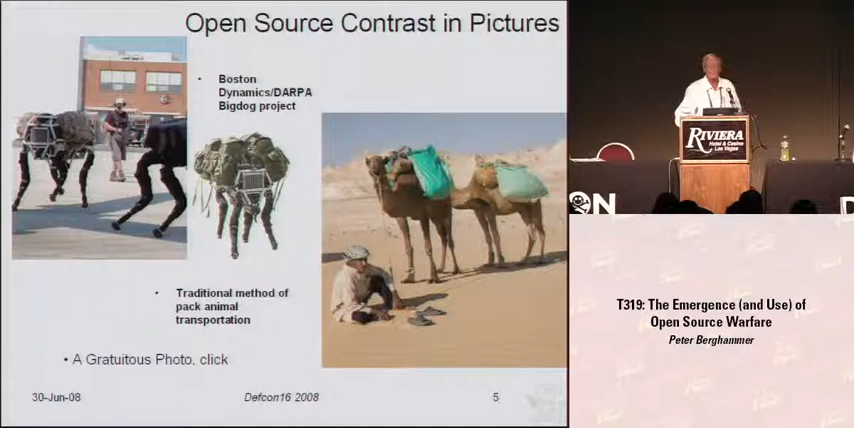 Open Source Contrast in Pictures
• Boston
Dynamics/DARPA
Bigdog project
• Traditional method of
pack animal
transportation
• A Gratuitous Photo, click
30-Jun-08
Defcon16 2008
5
RIVIERA
Hotel & Casino
Las Vegas
ON
D
T319: The Emergence (and Use) of
Open Source Warfare
Peter Berghammer